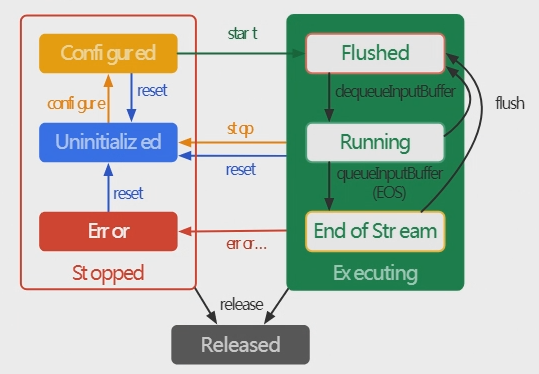 Configured
start
Flushed
configure
reset
dequeueInputBuffer
flush
Uninitialized
stop
Running
reset
queueInputBuffer
(EOS)
reset
Error
error...
End of Stream
Stopped
Executing
release
Released